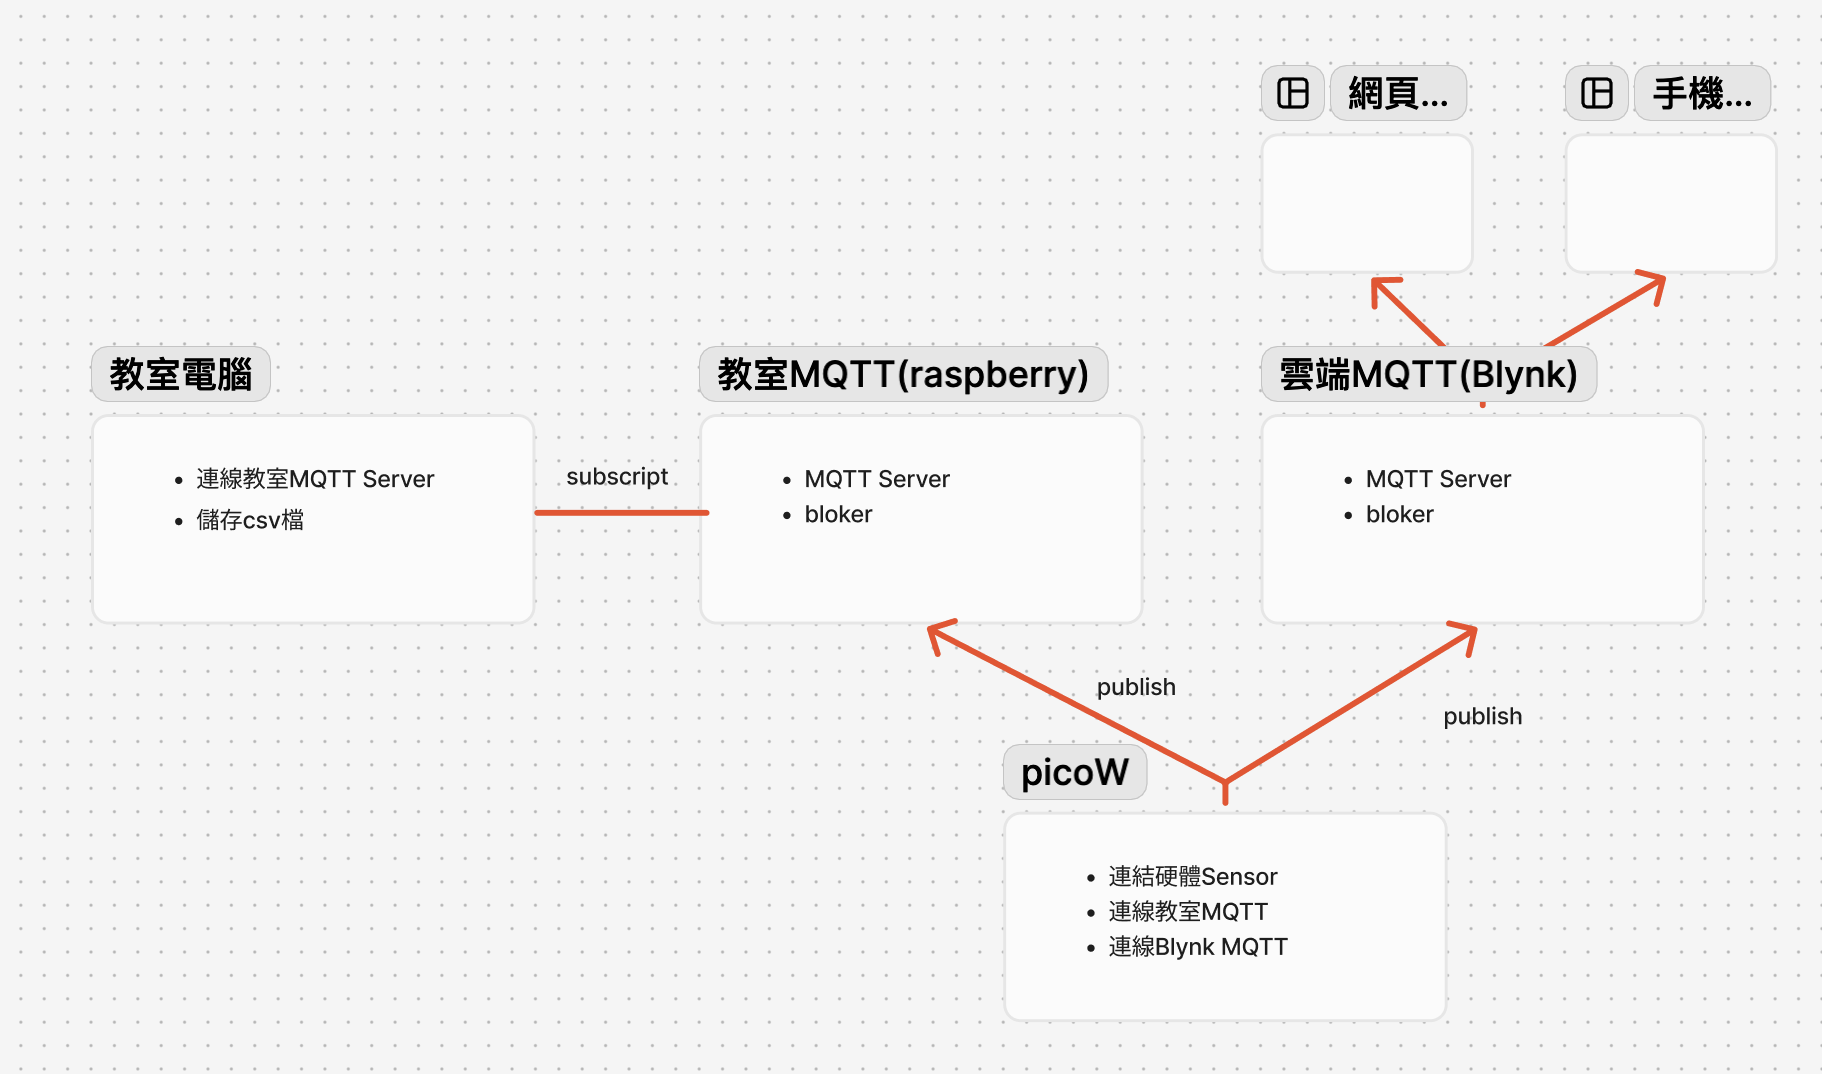 網頁...
手機...
教室電腦
教室MQTT(raspberry)
雲端MQTT(Blynk)
連線教室MQTT Server
儲存csv檔
subscript
MQTT Server
bloker
MQTT Server
bloker
publish
publish
picoW
連結硬體Sensor
連線教室MQTT
連線Blynk MQTT